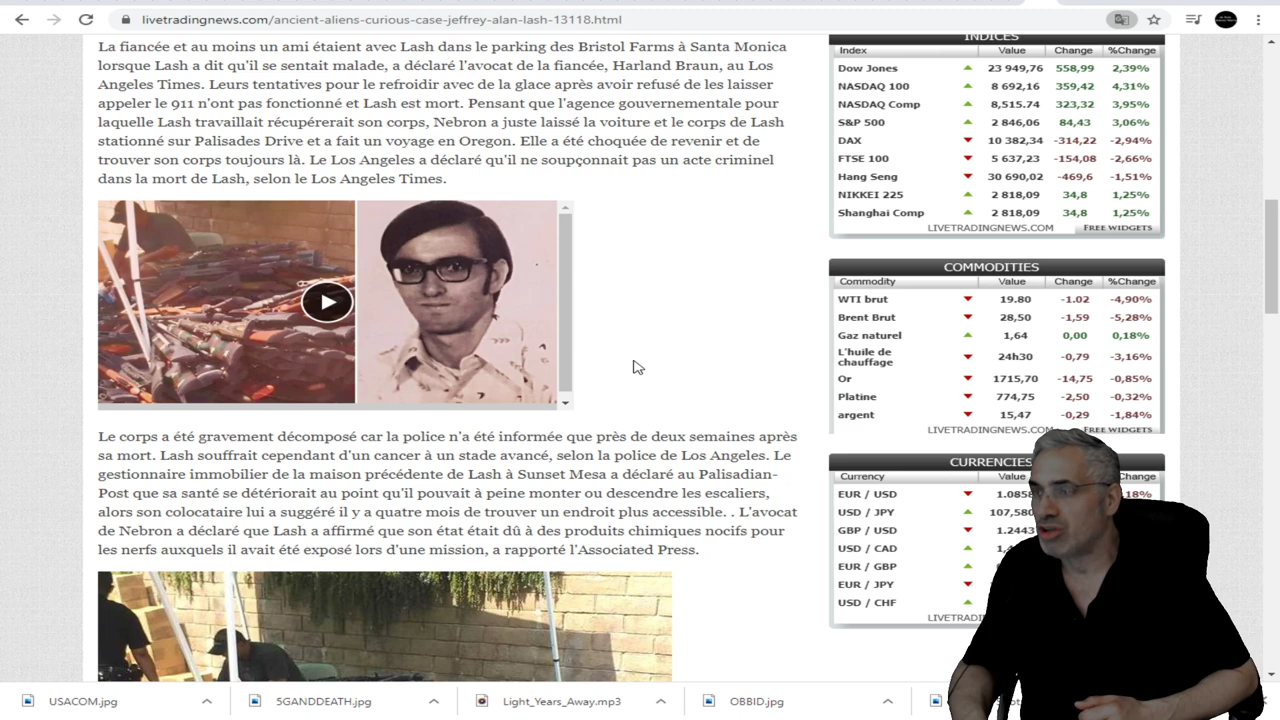 livetradingnews.com/ancient-aliens-curious-case-jeffrey-alan-lash-13118.html
La fiancée et au moins un ami étaient avec Lash dans le parking des Bristol Farms à Santa Monica
lorsque Lash a dit qu'il se sentait malade, a déclaré l'avocat de la fiancée, Harland Braun, au Los
Angeles Times. Leurs tentatives pour le refroidir avec de la glace après avoir refusé de les laisser
appeler le 911 n'ont pas fonctionné et Lash est mort. Pensant que l'agence gouvernementale pour
laquelle Lash travaillait récupérerait son corps, Nebron a juste laissé la voiture et le corps de Lash
stationné sur Palisades Drive et a fait un voyage en Oregon. Elle a été choquée de revenir et de
trouver son corps toujours là. Le Los Angeles a déclaré qu'il ne soupçonnait pas un acte criminel
dans la mort de Lash, selon le Los Angeles Times.
Le corps a été gravement décomposé car la police n'a été informée que près de deux semaines après
sa mort. Lash souffrait cependant d'un cancer à un stade avancé, selon la police de Los Angeles. Le
gestionnaire immobilier de la maison précédente de Lash à Sunset Mesa a déclaré au Palisadian-
Post que sa santé se détériorait au point qu'il pouvait à peine monter ou descendre les escaliers,
alors son colocataire lui a suggéré il y a quatre mois de trouver un endroit plus accessible. . L'avocat
de Nebron a déclaré que Lash a affirmé que son état était dû à des produits chimiques nocifs pour
les nerfs auxquels il avait été exposé lors d'une mission, a rapporté l'Associated Press.
INDICES
Index Value Change %Change
Dow Jones 23 949,76 558,99 2,39%
NASDAQ 100 8 692,16 359,42 4,31%
NASDAQ Comp 8,515.74 323,32 3,95%
S&P 500 2 846,06 84,43 3,06%
DAX 10 382,34 -314,22 -2,94%
FTSE 100 5 637,23 -154,08 -2,66%
Hang Seng 30 690,02 -469,6 -1,51%
NIKKEI 225 2 818,09 34,8 1,25%
Shanghai Comp 2 818,09 34,8 1,25%
LIVETRADINGNEWS.COM FREE WIDGETS
COMMODITIES
Commodity Value Change %Change
WTI brut 19.80 -1.02 -4,90%
Brent Brut 28,50 -1,59 -5,28%
Gaz naturel 1,64 0,00 0,18%
L'huile de
chauffage 24h30 -0,79 -3,16%
Or 1715,70 -14,75 -0,85%
Platine 774,75 -2,50 -0,32%
argent 15,47 -0,29 -1,84%
LIVETRADINGNEWS.COM FREE WIDGETS
CURRENCIES
Currency Value Change
EUR / USD 1.0858 .18%
USD / JPY 107,580
GBP / USD 1.2443
USD / CAD
EUR / GBP
EUR / JPY
USD / CHF
LIVETRADI
USACOM.jpg
5GANDDEATH.jpg
Light_Years_Away.mp3
OBBID.jpg